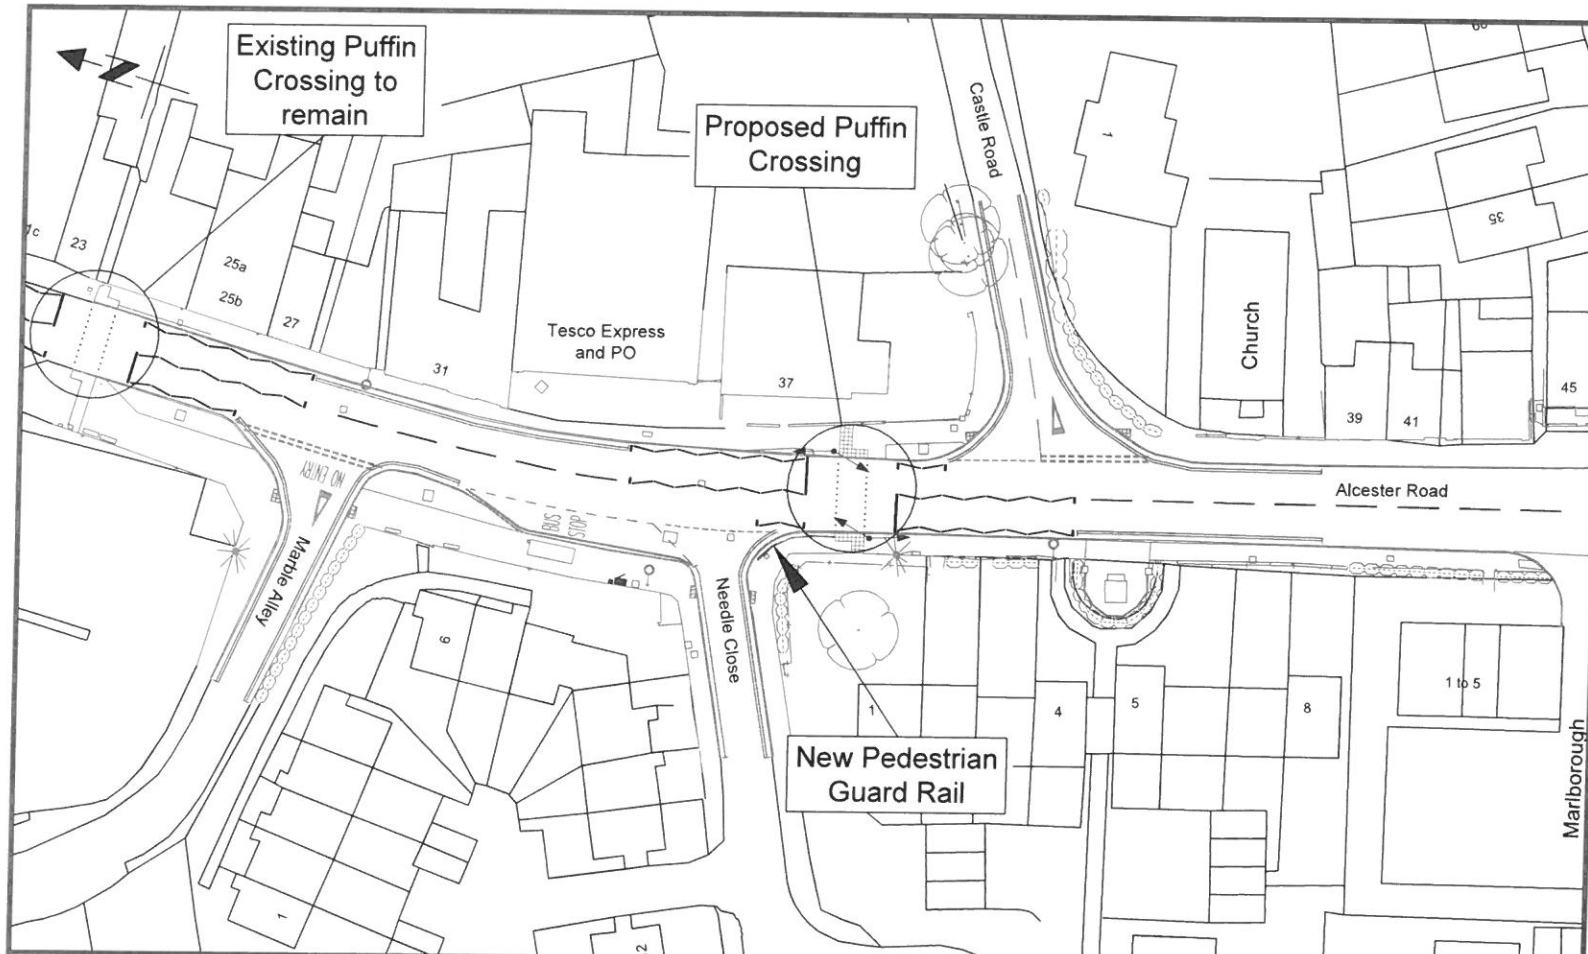 Existing Puffin
Crossing to
remain
Proposed Puffin
Crossing
Castle Road
1
35
1c
23
25a
25b
27
31
Tesco Express
and PO
37
Church
39
41
45
NO ENTRY
BUS
STOP
Alcester Road
Marble Alley
Needle Close
6
1
4
5
8
1 to 5
New Pedestrian
Guard Rail
Marlborough
1